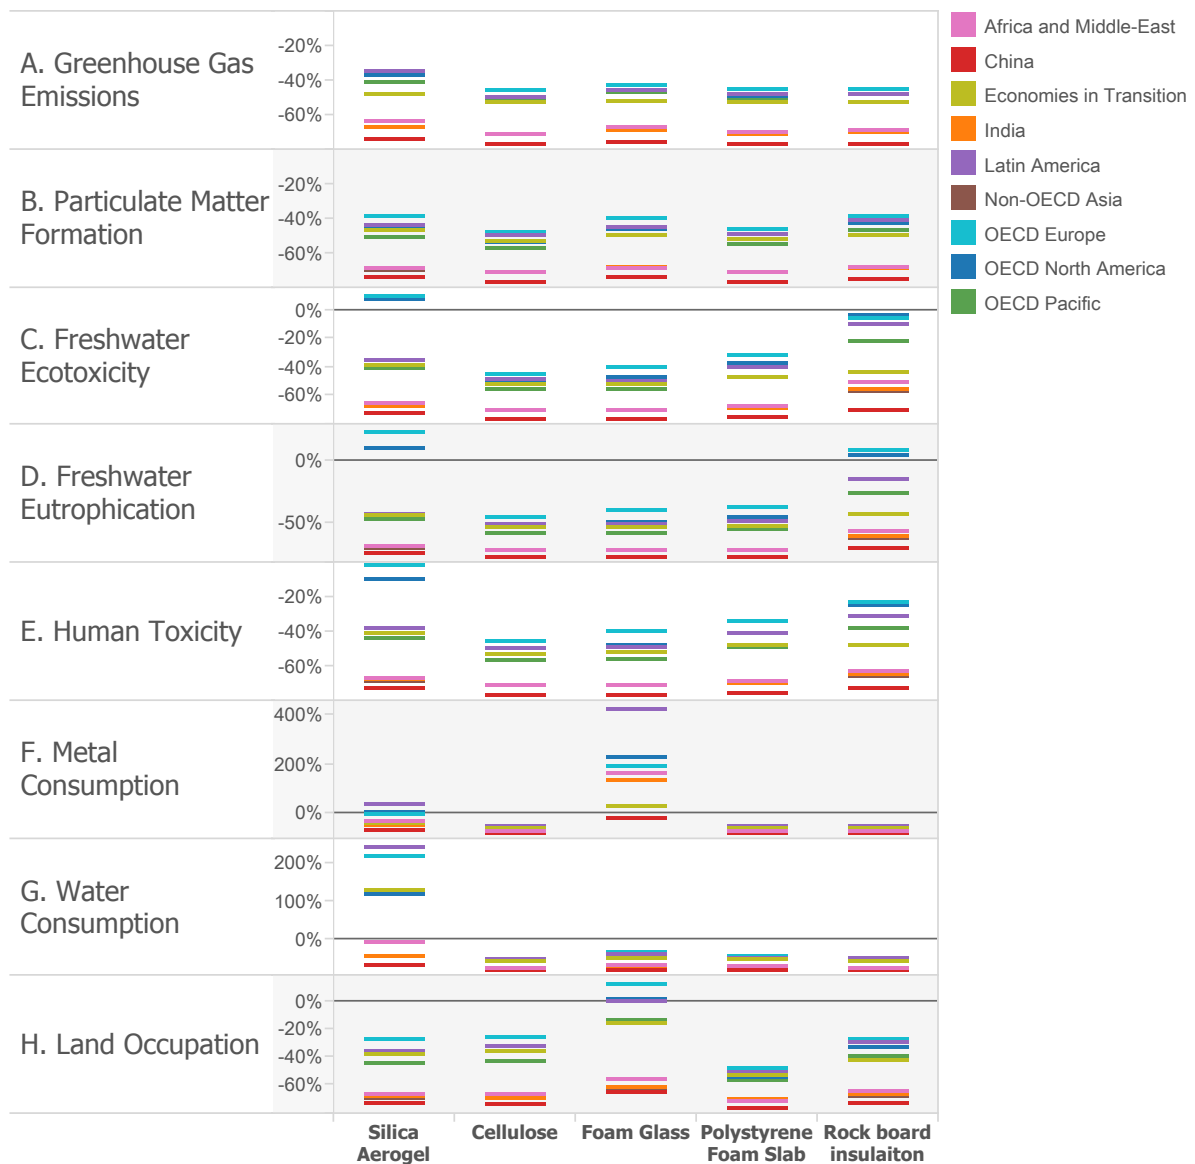 A. Greenhouse Gas
Emissions
-20%
-40%
-60%
B. Particulate Matter
Formation
-20%
-40%
-60%
C. Freshwater
Ecotoxicity
0%
-20%
-40%
-60%
D. Freshwater
Eutrophication
0%
-50%
E. Human Toxicity
-20%
-40%
-60%
F. Metal
Consumption
400%
200%
0%
G. Water
Consumption
200%
100%
0%
H. Land Occupation
0%
-20%
-40%
-60%
Silica
Aerogel
Cellulose
Foam Glass
Polystyrene
Foam Slab
Rock board
insulaiton
Africa and Middle-East
China
Economies in Transition
India
Latin America
Non-OECD Asia
OECD Europe
OECD North America
OECD Pacific